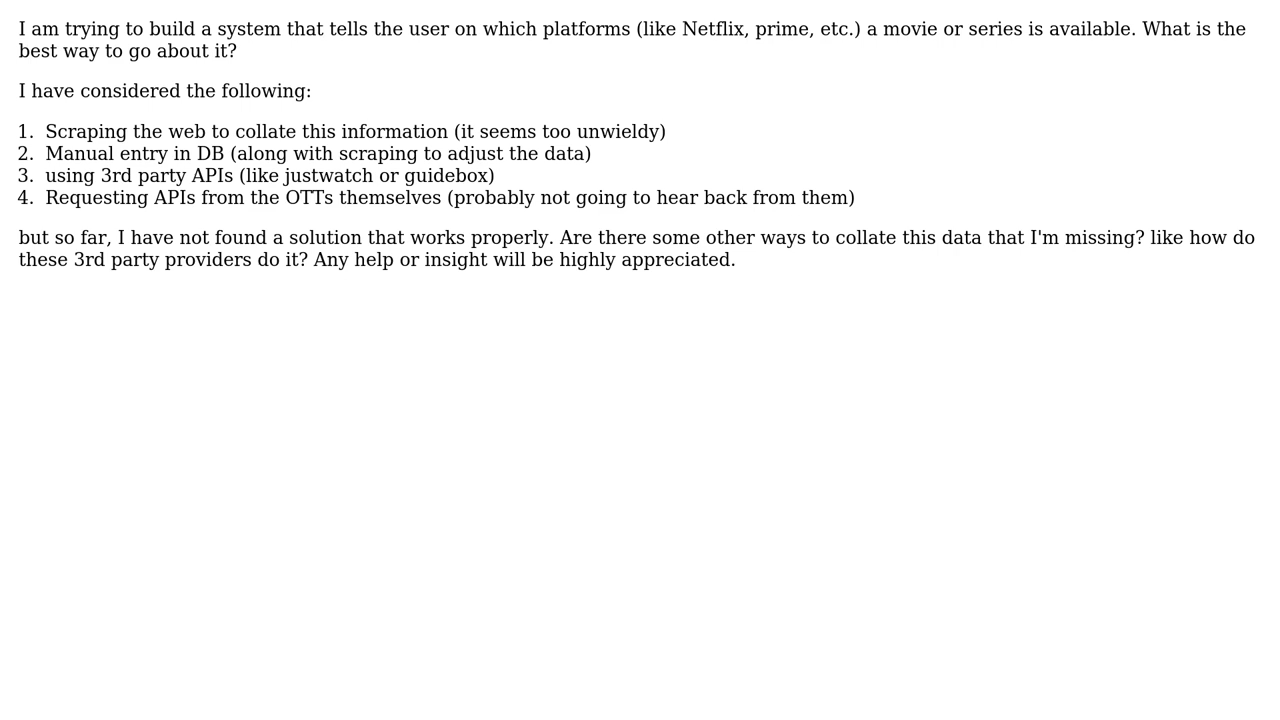 I am trying to build a system that tells the user on which platforms (like Netflix, prime, etc.) a movie or series is available. What is the
best way to go about it?
I have considered the following:
1. Scraping the web to collate this information (it seems too unwieldy)
2. Manual entry in DB (along with scraping to adjust the data)
3. using 3rd party APIs (like justwatch or guidebox)
4. Requesting APIs from the OTTs themselves (probably not going to hear back from them)
but so far, I have not found a solution that works properly. Are there some other ways to collate this data that I'm missing? like how do
these 3rd party providers do it? Any help or insight will be highly appreciated.